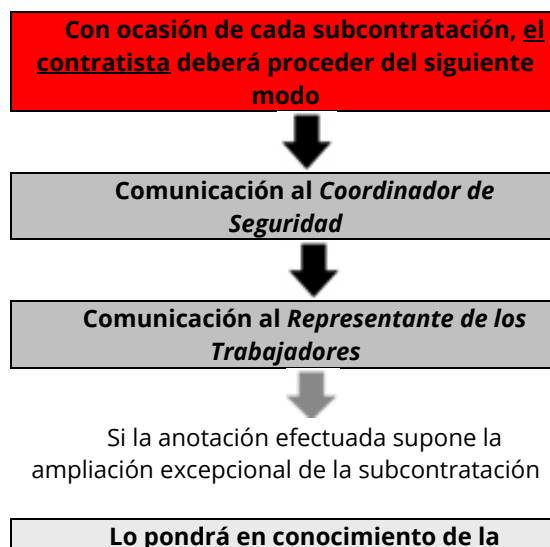 Con ocasión de cada subcontratación, el
contratista deberá proceder del siguiente
modo
Comunicación al Coordinador de
Seguridad
Comunicación al Representante de los
Trabajadores
Si la anotación efectuada supone la
ampliación excepcional de la subcontratación
Lo pondrá en conocimiento de la